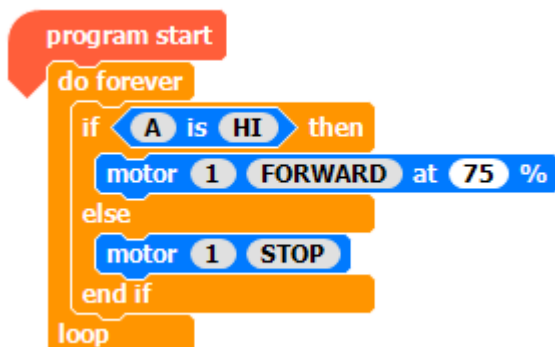 program start
do forever
if A is HI then
motor 1 FORWARD at 75 %
else
motor 1 STOP
end if
loop